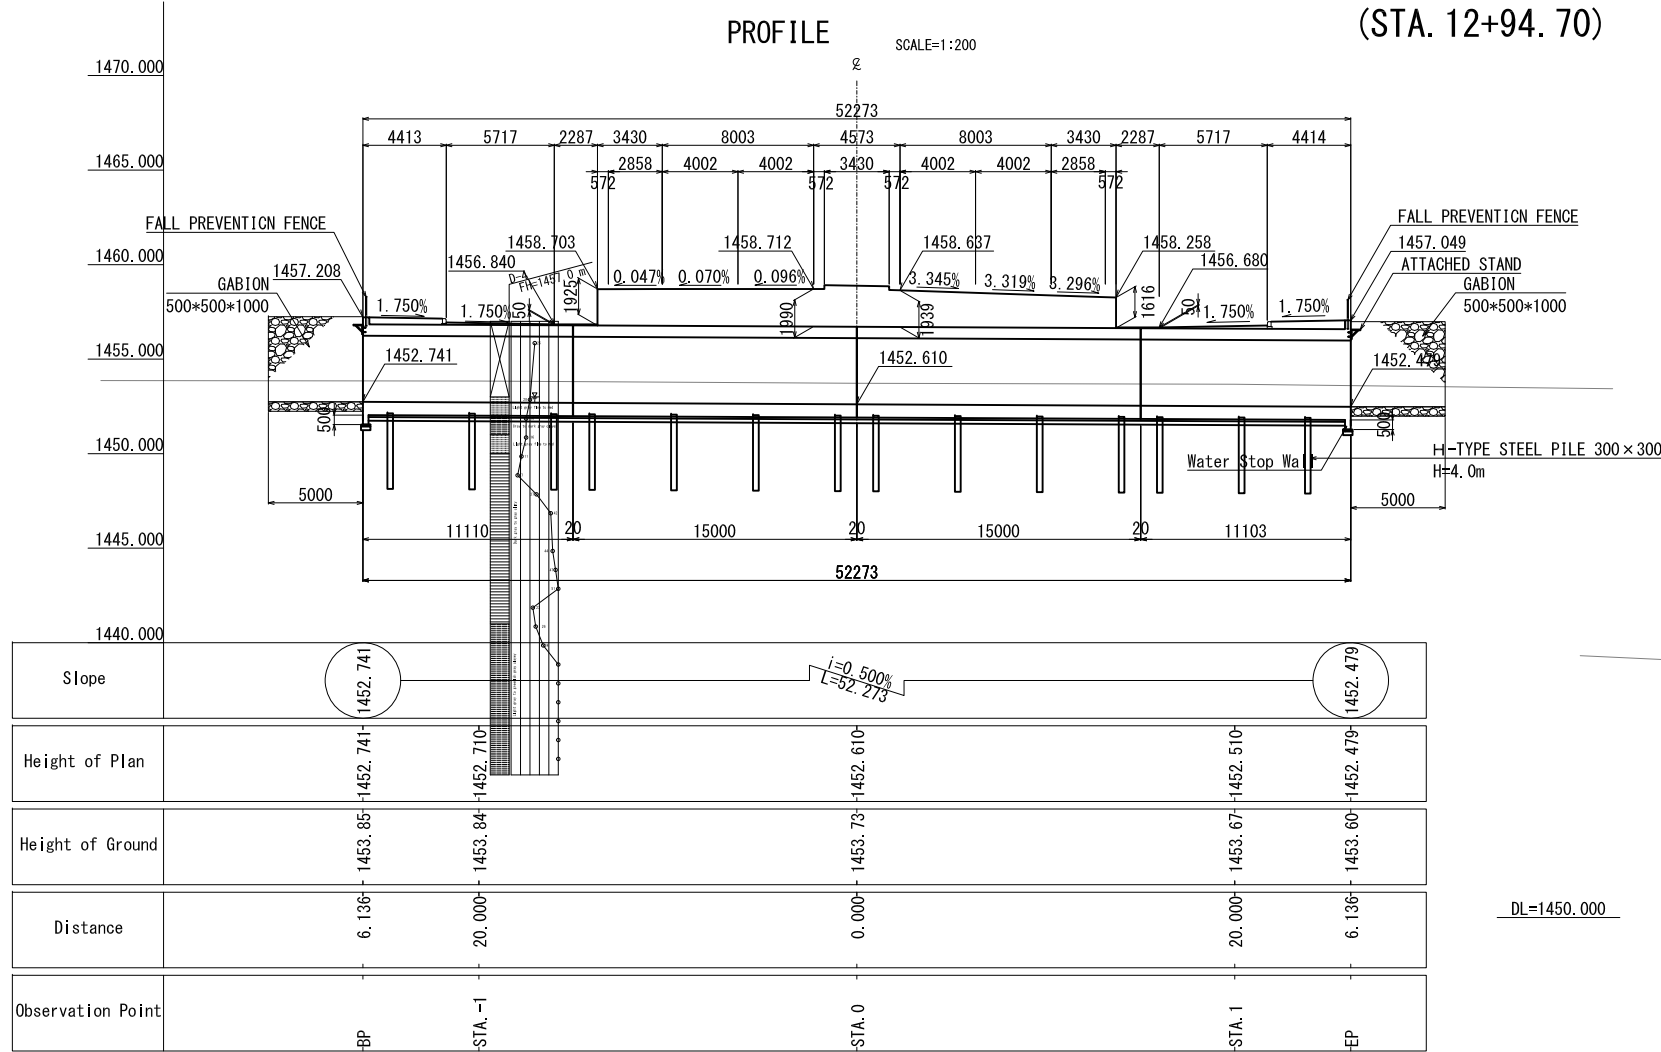 PROFILE
SCALE=1:200
(STA. 12+94. 70)
1470. 000
1465. 000
1460. 000
1455. 000
1450. 000
1445. 000
1440. 000
52273
4413 5717 2287 3430 8003 4573 8003 3430 2287 5717 4414
2858 4002 4002 3430 4002 4002 2858
572 572 572 572
FALL PREVENTICN FENCE
FALL PREVENTICN FENCE
1458. 703
1458. 712
1458. 637
1458. 258
1457. 049
1456. 840
1456. 680
1457. 208
ATTACHED STAND
GABION
500*500*1000
GABION
500*500*1000
D-4
FH=1457. 0 m
0. 047% 0. 070% 0. 096% 3. 345% 3. 319% 3. 296%
1. 750% 1. 750% 1. 750% 1. 750%
50 1925 1990 1939 1616 50
1452. 741
1452. 610
1452. 479
500
500
Water Stop Wall
H-TYPE STEEL PILE 300×300
H=4. 0m
5000
5000
11110 20 15000 20 15000 20 11103
52273
Slope
1452. 741
i=0. 500%
L=52. 273
1452. 479
Height of Plan
1452. 741 1452. 710 1452. 610 1452. 510 1452. 479
Height of Ground
1453. 85 1453. 84 1453. 73 1453. 67 1453. 60
Distance
6. 136 20. 000 0. 000 20. 000 6. 136
DL=1450. 000
Observation Point
BP STA. -1 STA. 0 STA. 1 EP